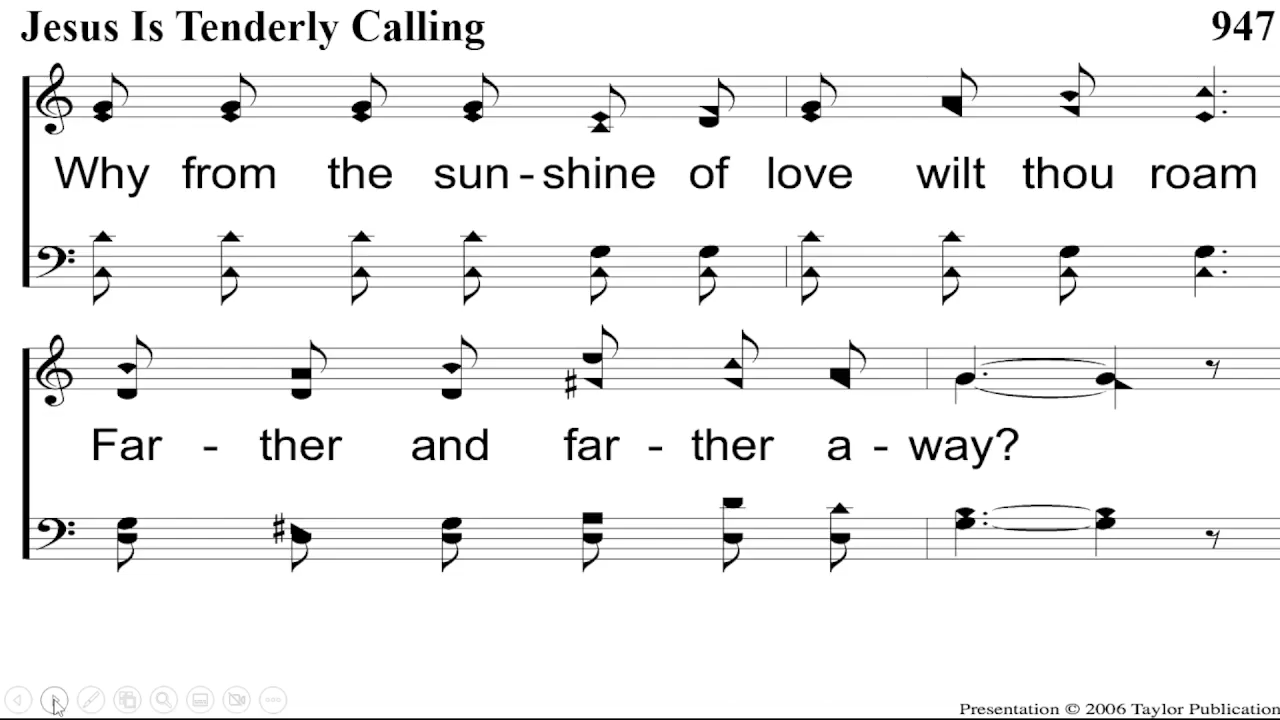 Jesus Is Tenderly Calling 947
Why from the sun - shine of love wilt thou roam
Far - ther and far - ther a - way?
Presentation © 2006 Taylor Publication